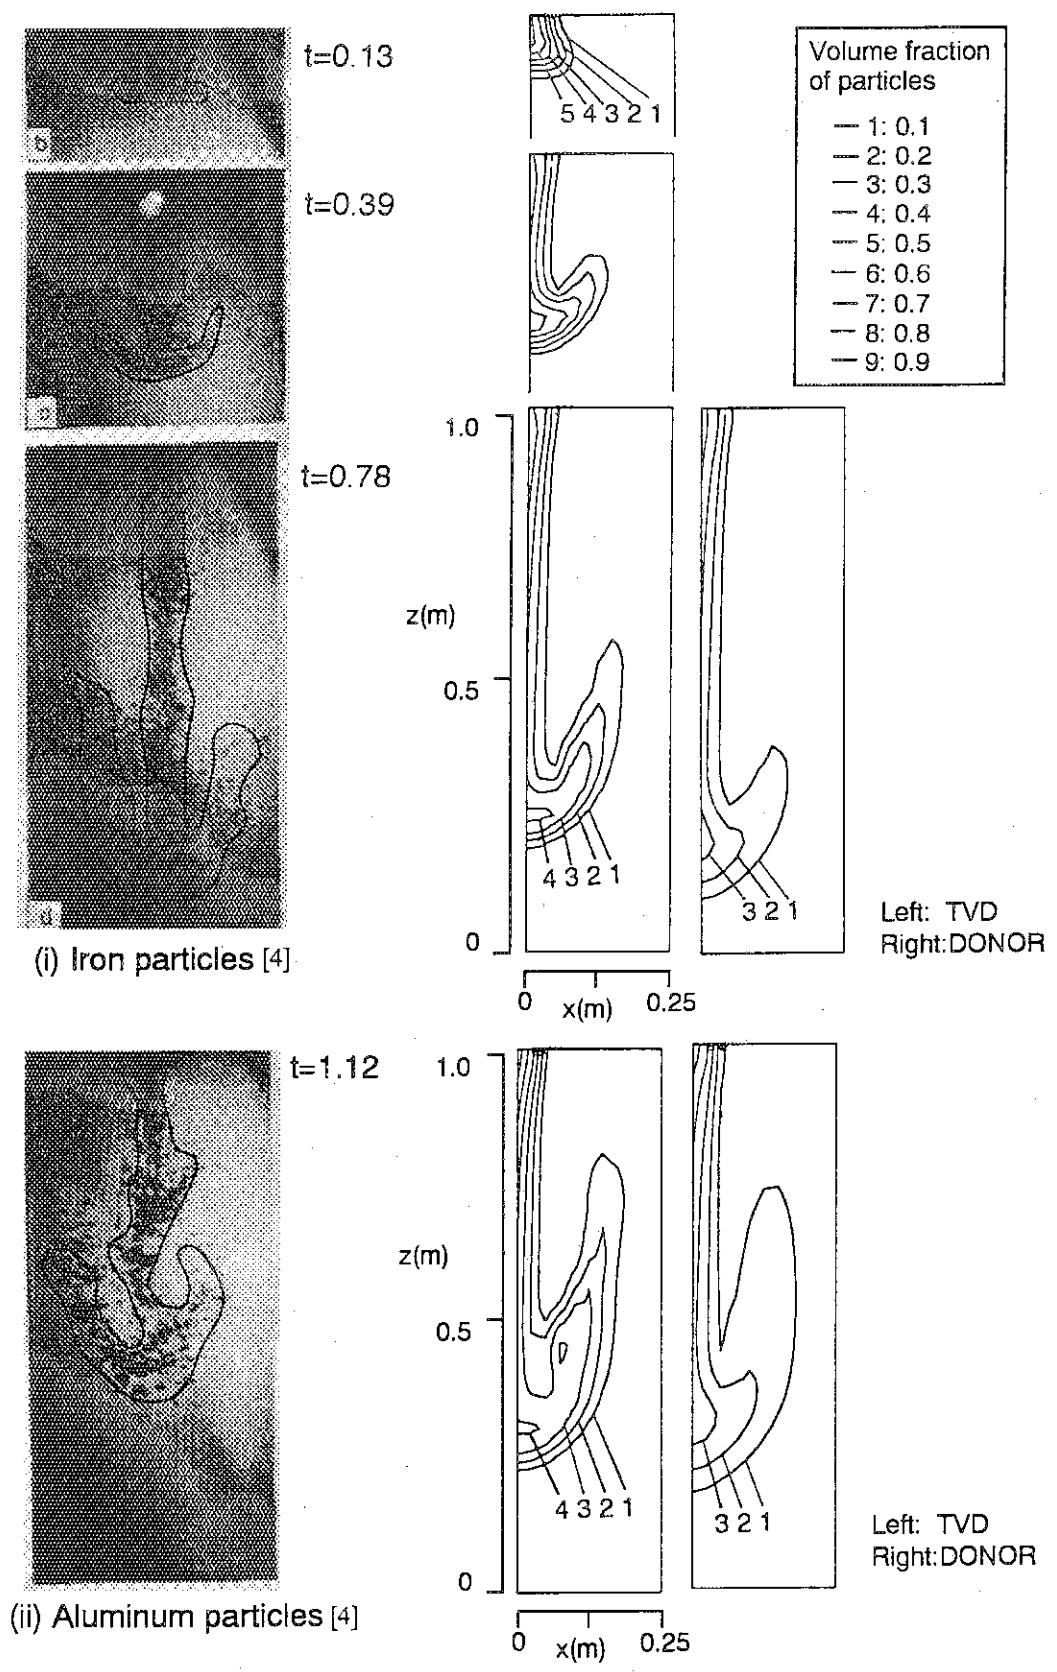 t=0.13
b
5 4 3 2 1
Volume fraction
of particles
1: 0.1
2: 0.2
3: 0.3
4: 0.4
5: 0.5
6: 0.6
7: 0.7
8: 0.8
9: 0.9
t=0.39
t=0.78
d
1.0
z(m)
0.5
0
4 3 2 1
3 2 1
Left: TVD
Right:DONOR
0
x(m)
0.25
(i) Iron particles [4]
t=1.12
1.0
z(m)
0.5
0
4 3 2 1
3 2 1
Left: TVD
Right:DONOR
0
x(m)
0.25
(ii) Aluminum particles [4]